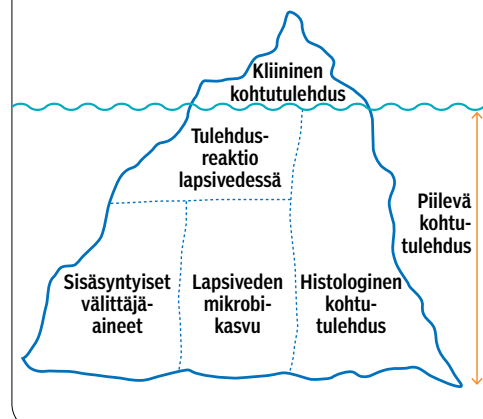 Kliininen
kohtutulehdus
Tulehdus-
reaktio
lapsivedessä
Piilevä
kohtu-
tulehdus
Sisäsyntyiset
välittäjä-
aineet
Lapsiveden
mikrobi-
kasvu
Histologinen
kohtu-
tulehdus